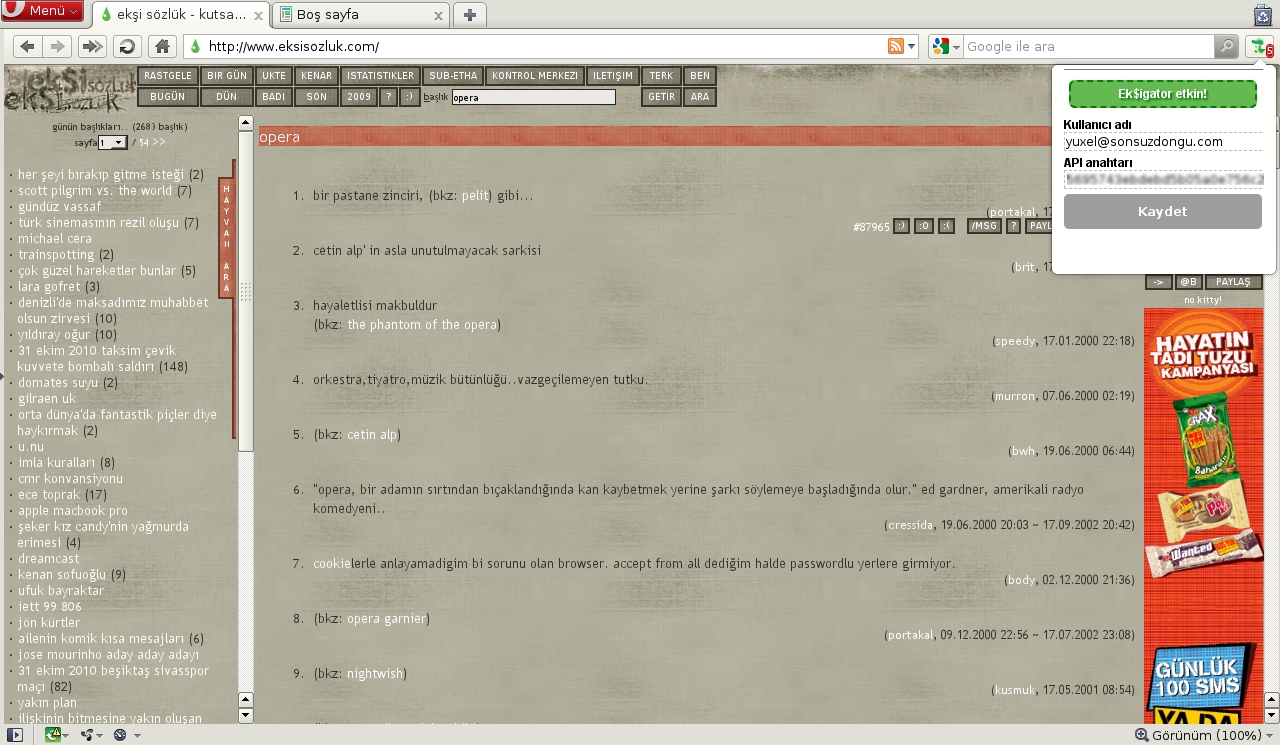 Menü
ekşi sözlük - kutsa...
Boş sayfa
http://www.eksisozluk.com/
Google ile ara
5
ekşi sözlük
RASTGELE BIR GÜN UKTE KENAR ISTATISTIKLER SUB-ETHA KONTROL MERKEZI ILETIŞIM TERK BEN
BUGÜN DÜN BADI SON 2009 ? :) başlık opera GETIR ARA
günün başlıkları.. (2683 başlık)
sayfa 1 / 54 >>
· her şeyi bırakıp gitme isteği (2)
· scott pilgrim vs. the world (7)
· gündüz vassaf
· türk sinemasının rezil oluşu (7)
· michael cera
· trainspotting (2)
· çok güzel hareketler bunlar (5)
· lara gofret (3)
· denizli'de maksadımız muhabbet
olsun zirvesi (10)
· yıldıray oğur (10)
· 31 ekim 2010 taksim çevik
kuvvete bombalı saldırı (148)
· domates suyu (2)
· gilraen uk
· orta dünya'da fantastik piçler diye
haykırmak (2)
· u.nu
· imla kuralları (8)
· cmr konvansiyonu
· ece toprak (17)
· apple macbook pro
· şeker kız candy'nin yağmurda
erimesi (4)
· dreamcast
· kenan sofuoğlu (9)
· ufuk bayraktar
· iett 99 806
· jön kürtler
· ailenin komik kısa mesajları (6)
· jose mourinho aday aday adayı
· 31 ekim 2010 beşiktaş sivasspor
maçı (82)
· yakın plan
· ilişkinin bitmesine yakın oluşan
HAYVAN ARA
opera
1. bir pastane zinciri, (bkz: pelit) gibi...
(portakal, 17
#87965 :) :O :( /MSG ? PAYL
2. cetin alp' in asla unutulmayacak sarkisi
(brit, 17
3. hayaletlisi makbuldur
(bkz: the phantom of the opera)
(speedy, 17.01.2000 22:18)
4. orkestra,tiyatro,müzik bütünlüğü..vazgeçilemeyen tutku.
(murron, 07.06.2000 02:19)
5. (bkz: cetin alp)
(bwh, 19.06.2000 06:44)
6. "opera, bir adamın sırtından bıçaklandığında kan kaybetmek yerine şarkı söylemeye başladığında olur." ed gardner, amerikali radyo
komedyeni..
(cressida, 19.06.2000 20:03 ~ 17.09.2002 20:42)
7. cookielerle anlayamadigim bi sorunu olan browser. accept from all dediğim halde passwordlu yerlere girmiyor.
(body, 02.12.2000 21:36)
8. (bkz: opera garnier)
(portakal, 09.12.2000 22:56 ~ 17.07.2002 23:08)
9. (bkz: nightwish)
(kusmuk, 17.05.2001 08:54)
Ek$igator etkin!
Kullanıcı adı
yuxel@sonsuzdongu.com
API anahtarı
Kaydet
-> @B PAYLAŞ
no kitty!
HAYATIN
TADI TUZU
KAMPANYASI
CRAX
Baharatlı
Wanted
GÜNLÜK
100 SMS
YA DA
Görünüm (100%)